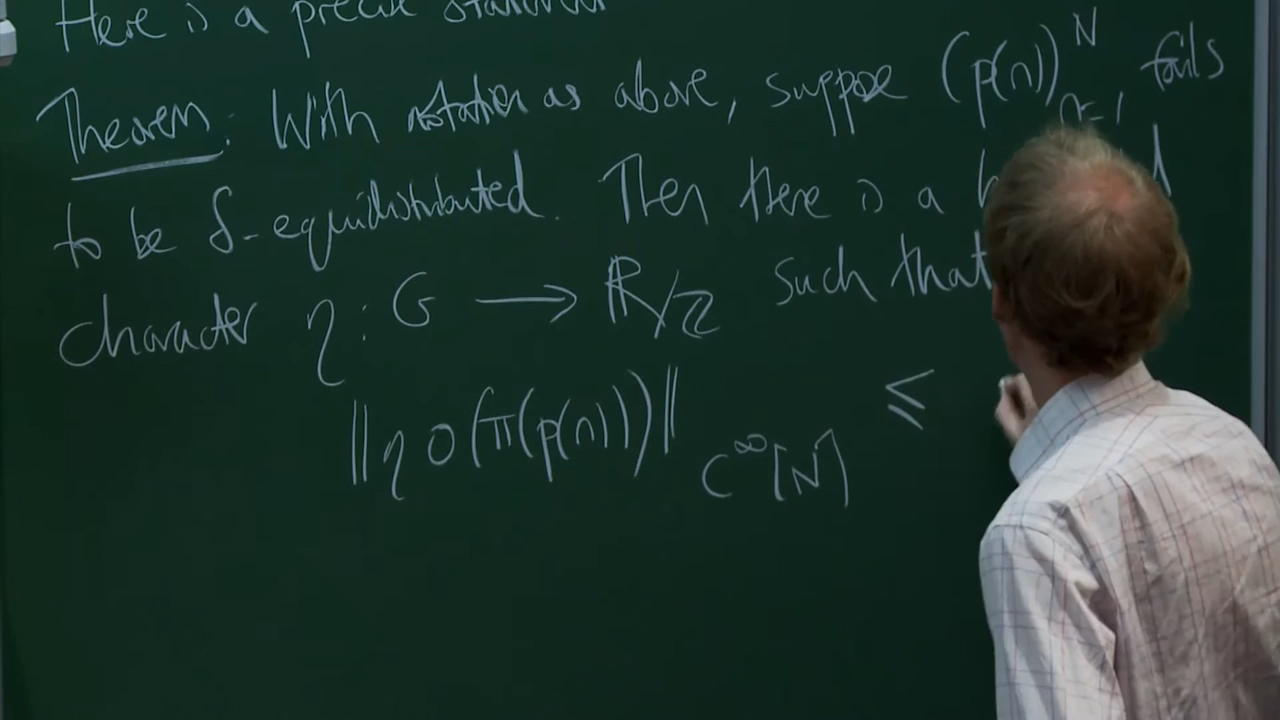 Here is a precise statement
Theorem: With notation as above, suppose (p(n))_{n=1}^N fails
to be δ-equidistributed. Then there is a
character η: G → ℝ/ℤ such that
‖η∘(π(p(n)))‖_{C^∞[N]} ≤